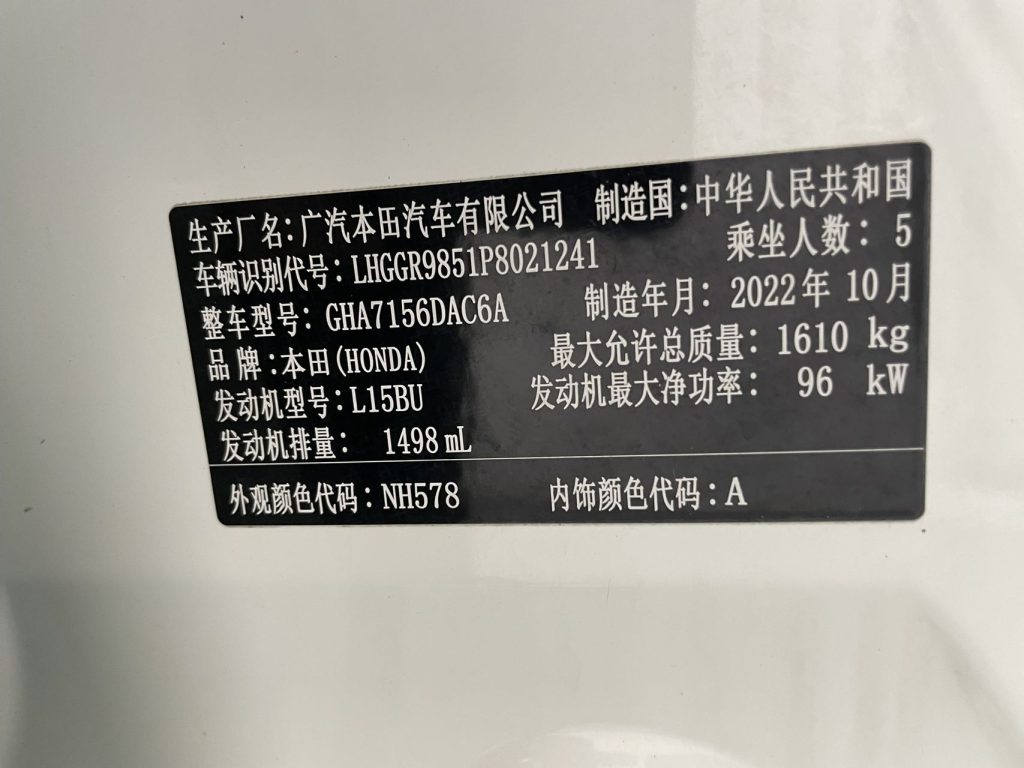 生产厂名：广汽本田汽车有限公司 制造国：中华人民共和国
车辆识别代号：LHGGR9851P8021241 乘坐人数：5
整车型号：GHA7156DAC6A 制造年月：2022年10月
品牌：本田(HONDA) 最大允许总质量：1610 kg
发动机型号：L15BU 发动机最大净功率：96 kW
发动机排量：1498 mL
外观颜色代码：NH578 内饰颜色代码：A